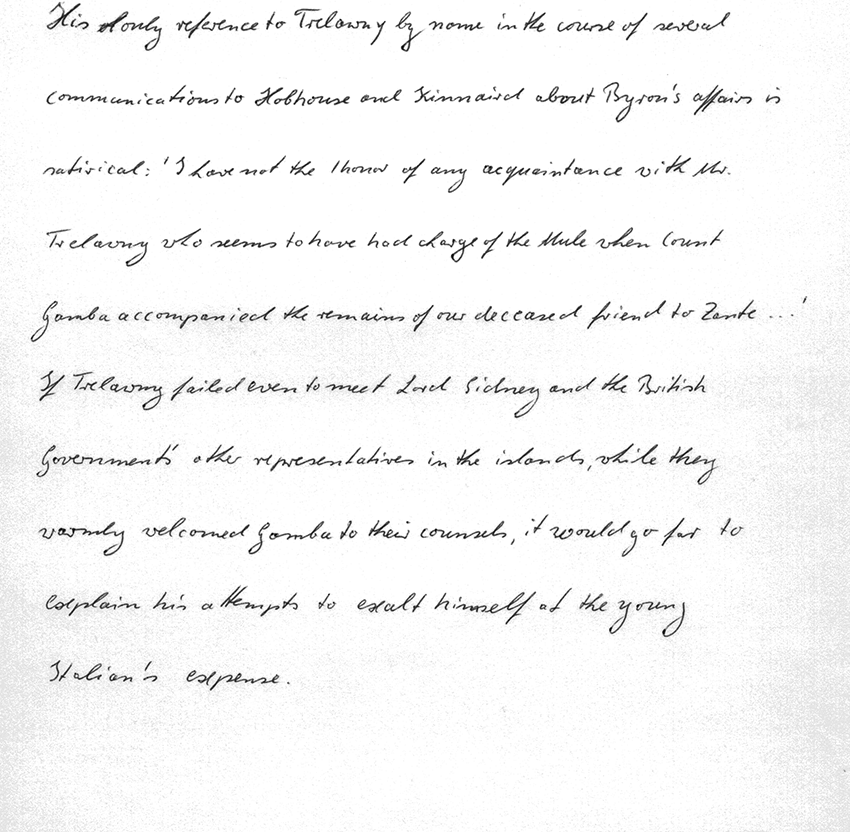 His only reference to Trelawny by name in the course of several
communications to Hobhouse and Kinnaird about Byron's affairs is
satirical: 'I have not the honor of any acquaintance with Mr.
Trelawny who seems to have had charge of the Mule when Count
Gamba accompanied the remains of our deceased friend to Zante ...'
If Trelawny failed even to meet Lord Sidney and the British
Government's other representatives in the islands, while they
warmly welcomed Gamba to their counsels, it would go far to
explain his attempts to exalt himself at the young
Italian's expense.